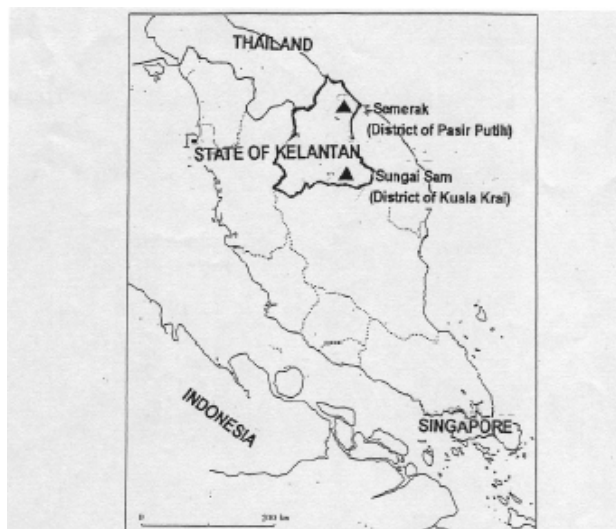 THAILAND
Semerak
(District of Pasir Putih)
STATE OF KELANTAN
Sungai Sam
(District of Kuala Krai)
INDONESIA
SINGAPORE
0 200 km